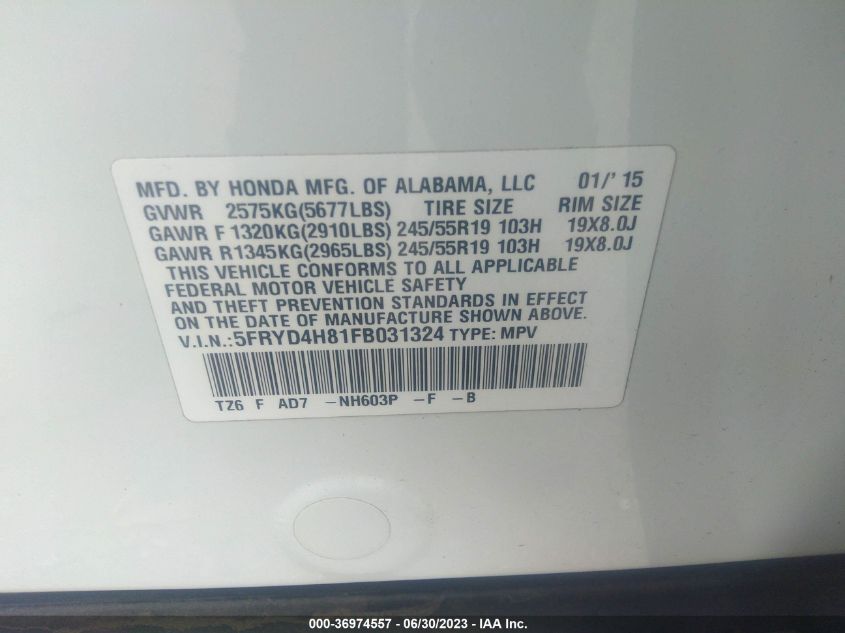 MFD. BY HONDA MFG. OF ALABAMA, LLC 01/' 15
GVWR 2575KG(5677LBS) TIRE SIZE RIM SIZE
GAWR F 1320KG(2910LBS) 245/55R19 103H 19X8.0J
GAWR R1345KG(2965LBS) 245/55R19 103H 19X8.0J
THIS VEHICLE CONFORMS TO ALL APPLICABLE
FEDERAL MOTOR VEHICLE SAFETY
AND THEFT PREVENTION STANDARDS IN EFFECT
ON THE DATE OF MANUFACTURE SHOWN ABOVE.
V.I.N.:5FRYD4H81FB031324 TYPE: MPV
TZ6 F AD7 -NH603P -F -B
000-36974557 - 06/30/2023 - IAA Inc.